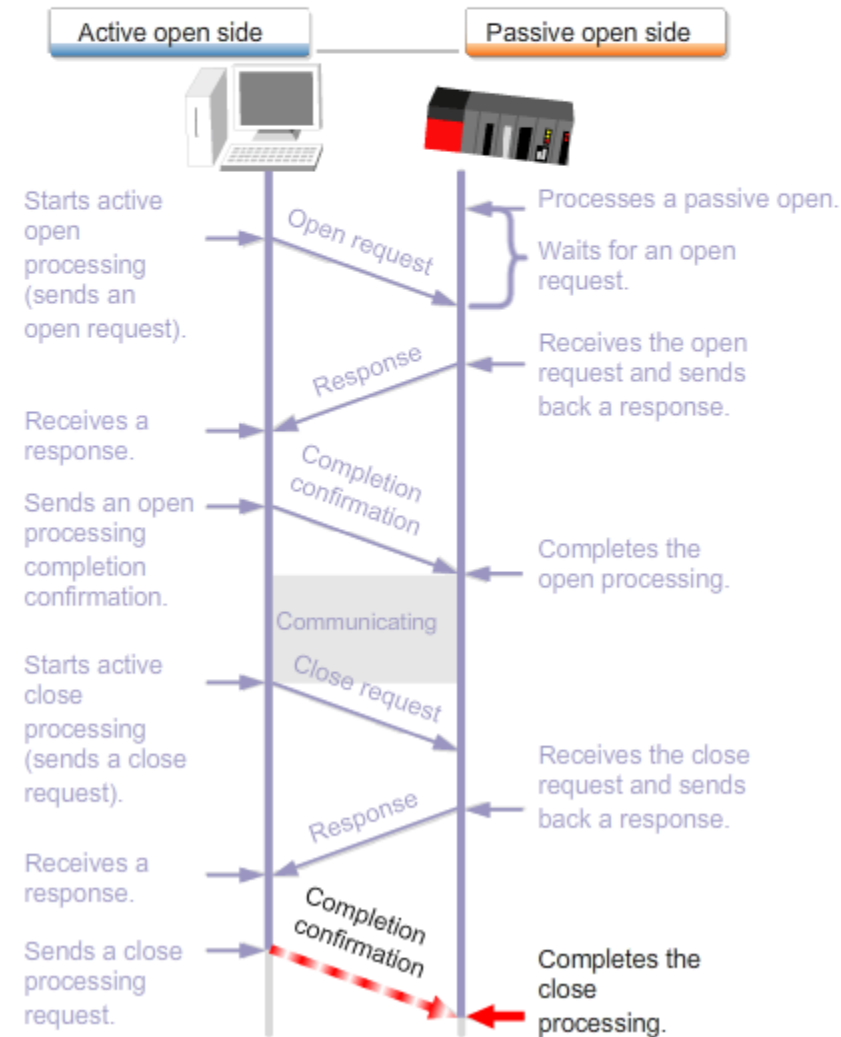 Active open side
Passive open side
Starts active
open
processing
(sends an
open request).
Open request
Processes a passive open.
Waits for an open
request.
Response
Receives the open
request and sends
back a response.
Receives a
response.
Completion
confirmation
Sends an open
processing
completion
confirmation.
Completes the
open processing.
Communicating
Starts active
close
processing
(sends a close
request).
Close request
Receives the close
request and sends
back a response.
Response
Receives a
response.
Completion
confirmation
Sends a close
processing
request.
Completes the
close
processing.